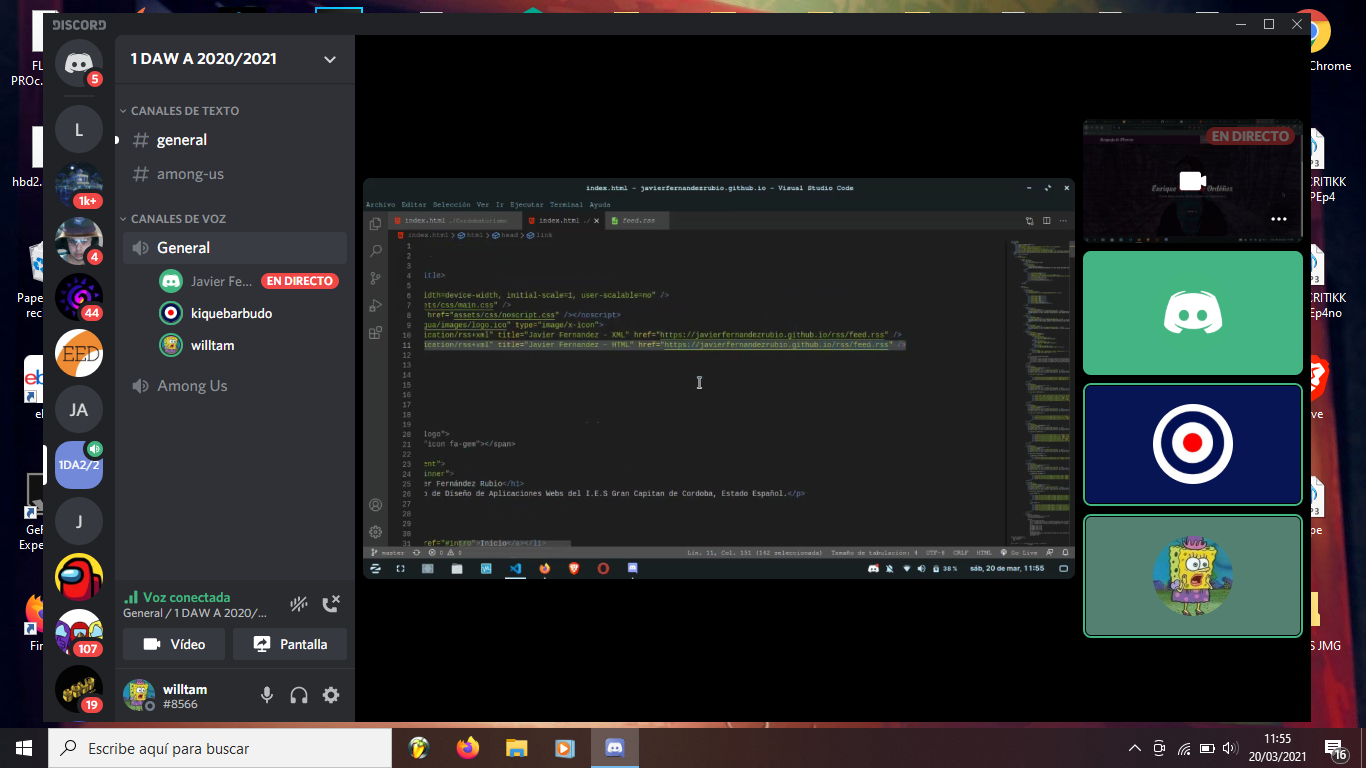 DISCORD
1 DAW A 2020/2021
CANALES DE TEXTO
general
among-us
CANALES DE VOZ
General
Javier Fe... EN DIRECTO
kiquebarbudo
willtam
Among Us
Voz conectada
General / 1 DAW A 2020/...
Vídeo
Pantalla
willtam
#8566
5
L
1k+
4
44
EED
JA
1DA2/2
J
107
19
index.html - javierfernandezrubio.github.io - Visual Studio Code
Archivo Editar Selección Ver Ir Ejecutar Terminal Ayuda
index.html index.html ./ feed.rss
index.html > html > head > link
1
2
3
4 itle>
5
6 idth=device-width, initial-scale=1, user-scalable=no" />
7 ets/css/main.css" />
8 href="assets/css/noscript.css" /></noscript>
9 gua/images/logo.ico" type="image/x-icon">
10 ication/rss+xml" title="Javier Fernandez - XML" href="https://javierfernandezrubio.github.io/rss/feed.rss" />
11 ication/rss+xml" title="Javier Fernandez - HTML" href="https://javierfernandezrubio.github.io/rss/feed.rss" />
12
13
14
15
16
17
18
19
20 logo">
21 "icon fa-gem"></span>
22
23 ent">
24 inner">
25 er Fernández Rubio</h1>
26 o de Diseño de Aplicaciones Webs del I.E.S Gran Capitan de Cordoba, Estado Español.</p>
27
28
29
30
31 ref="#intro">Inicio</a></li>
master 0 0 Lín. 11, Col. 151 (142 seleccionada) Tamaño de tabulación: 4 UTF-8 CRLF HTML Go Live
38 % sáb, 20 de mar, 11:55
EN DIRECTO
Enrique
Ordóñez
Chrome
hbd2.
Pape
Expe
Fir
CRITIKK
PEp4
CRITIKK
Ep4no
ve
pe
S JMG
Escribe aquí para buscar
11:55
20/03/2021
16